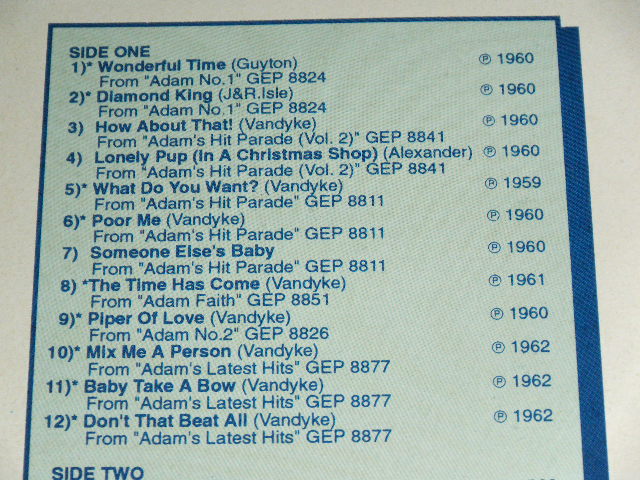 SIDE ONE
1)* Wonderful Time (Guyton) ℗ 1960
From "Adam No.1" GEP 8824
2)* Diamond King (J&R.Isle) ℗ 1960
From "Adam No.1" GEP 8824
3) How About That! (Vandyke) ℗ 1960
From "Adam's Hit Parade (Vol. 2)" GEP 8841
4) Lonely Pup (In A Christmas Shop) (Alexander) ℗ 1960
From "Adam's Hit Parade (Vol. 2)" GEP 8841
5)* What Do You Want? (Vandyke) ℗ 1959
From "Adam's Hit Parade" GEP 8811
6)* Poor Me (Vandyke) ℗ 1960
From "Adam's Hit Parade" GEP 8811
7) Someone Else's Baby ℗ 1960
From "Adam's Hit Parade" GEP 8811
8) *The Time Has Come (Vandyke) ℗ 1961
From "Adam Faith" GEP 8851
9)* Piper Of Love (Vandyke) ℗ 1960
From "Adam No.2" GEP 8826
10)* Mix Me A Person (Vandyke) ℗ 1962
From "Adam's Latest Hits" GEP 8877
11)* Baby Take A Bow (Vandyke) ℗ 1962
From "Adam's Latest Hits" GEP 8877
12)* Don't That Beat All (Vandyke) ℗ 1962
From "Adam's Latest Hits" GEP 8877
SIDE TWO